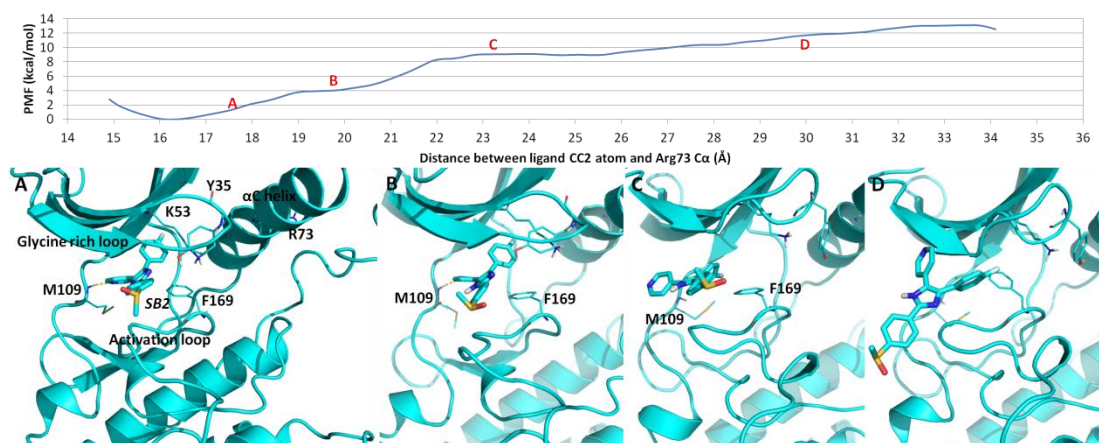 PMF (kcal/mol)
14
12
10
8
6
4
2
0
A
B
C
D
14 15 16 17 18 19 20 21 22 23 24 25 26 27 28 29 30 31 32 33 34 35 36
Distance between ligand CC2 atom and Arg73 Cα (Å)
A
Y35
αC helix
K53
R73
Glycine rich loop
M109
SB2
F169
Activation loop
B
M109
F169
C
F169
M109
D